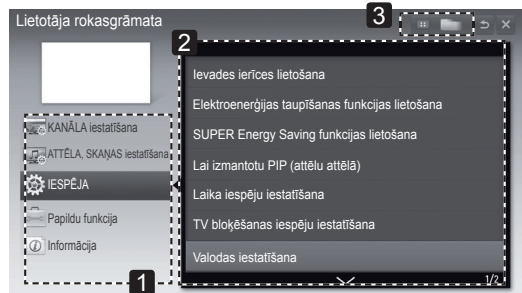 Lietotāja rokasgrāmata
3
2
KANĀLA iestatīšana
ATTĒLA, SKAŅAS iestatīšana
IESPĒJA
Papildu funkcija
Informācija
1
Ievades ierīces lietošana
Elektroenerģijas taupīšanas funkcijas lietošana
SUPER Energy Saving funkcijas lietošana
Lai izmantotu PIP (attēlu attēlā)
Laika iespēju iestatīšana
TV bloķēšanas iespēju iestatīšana
Valodas iestatīšana
1/2